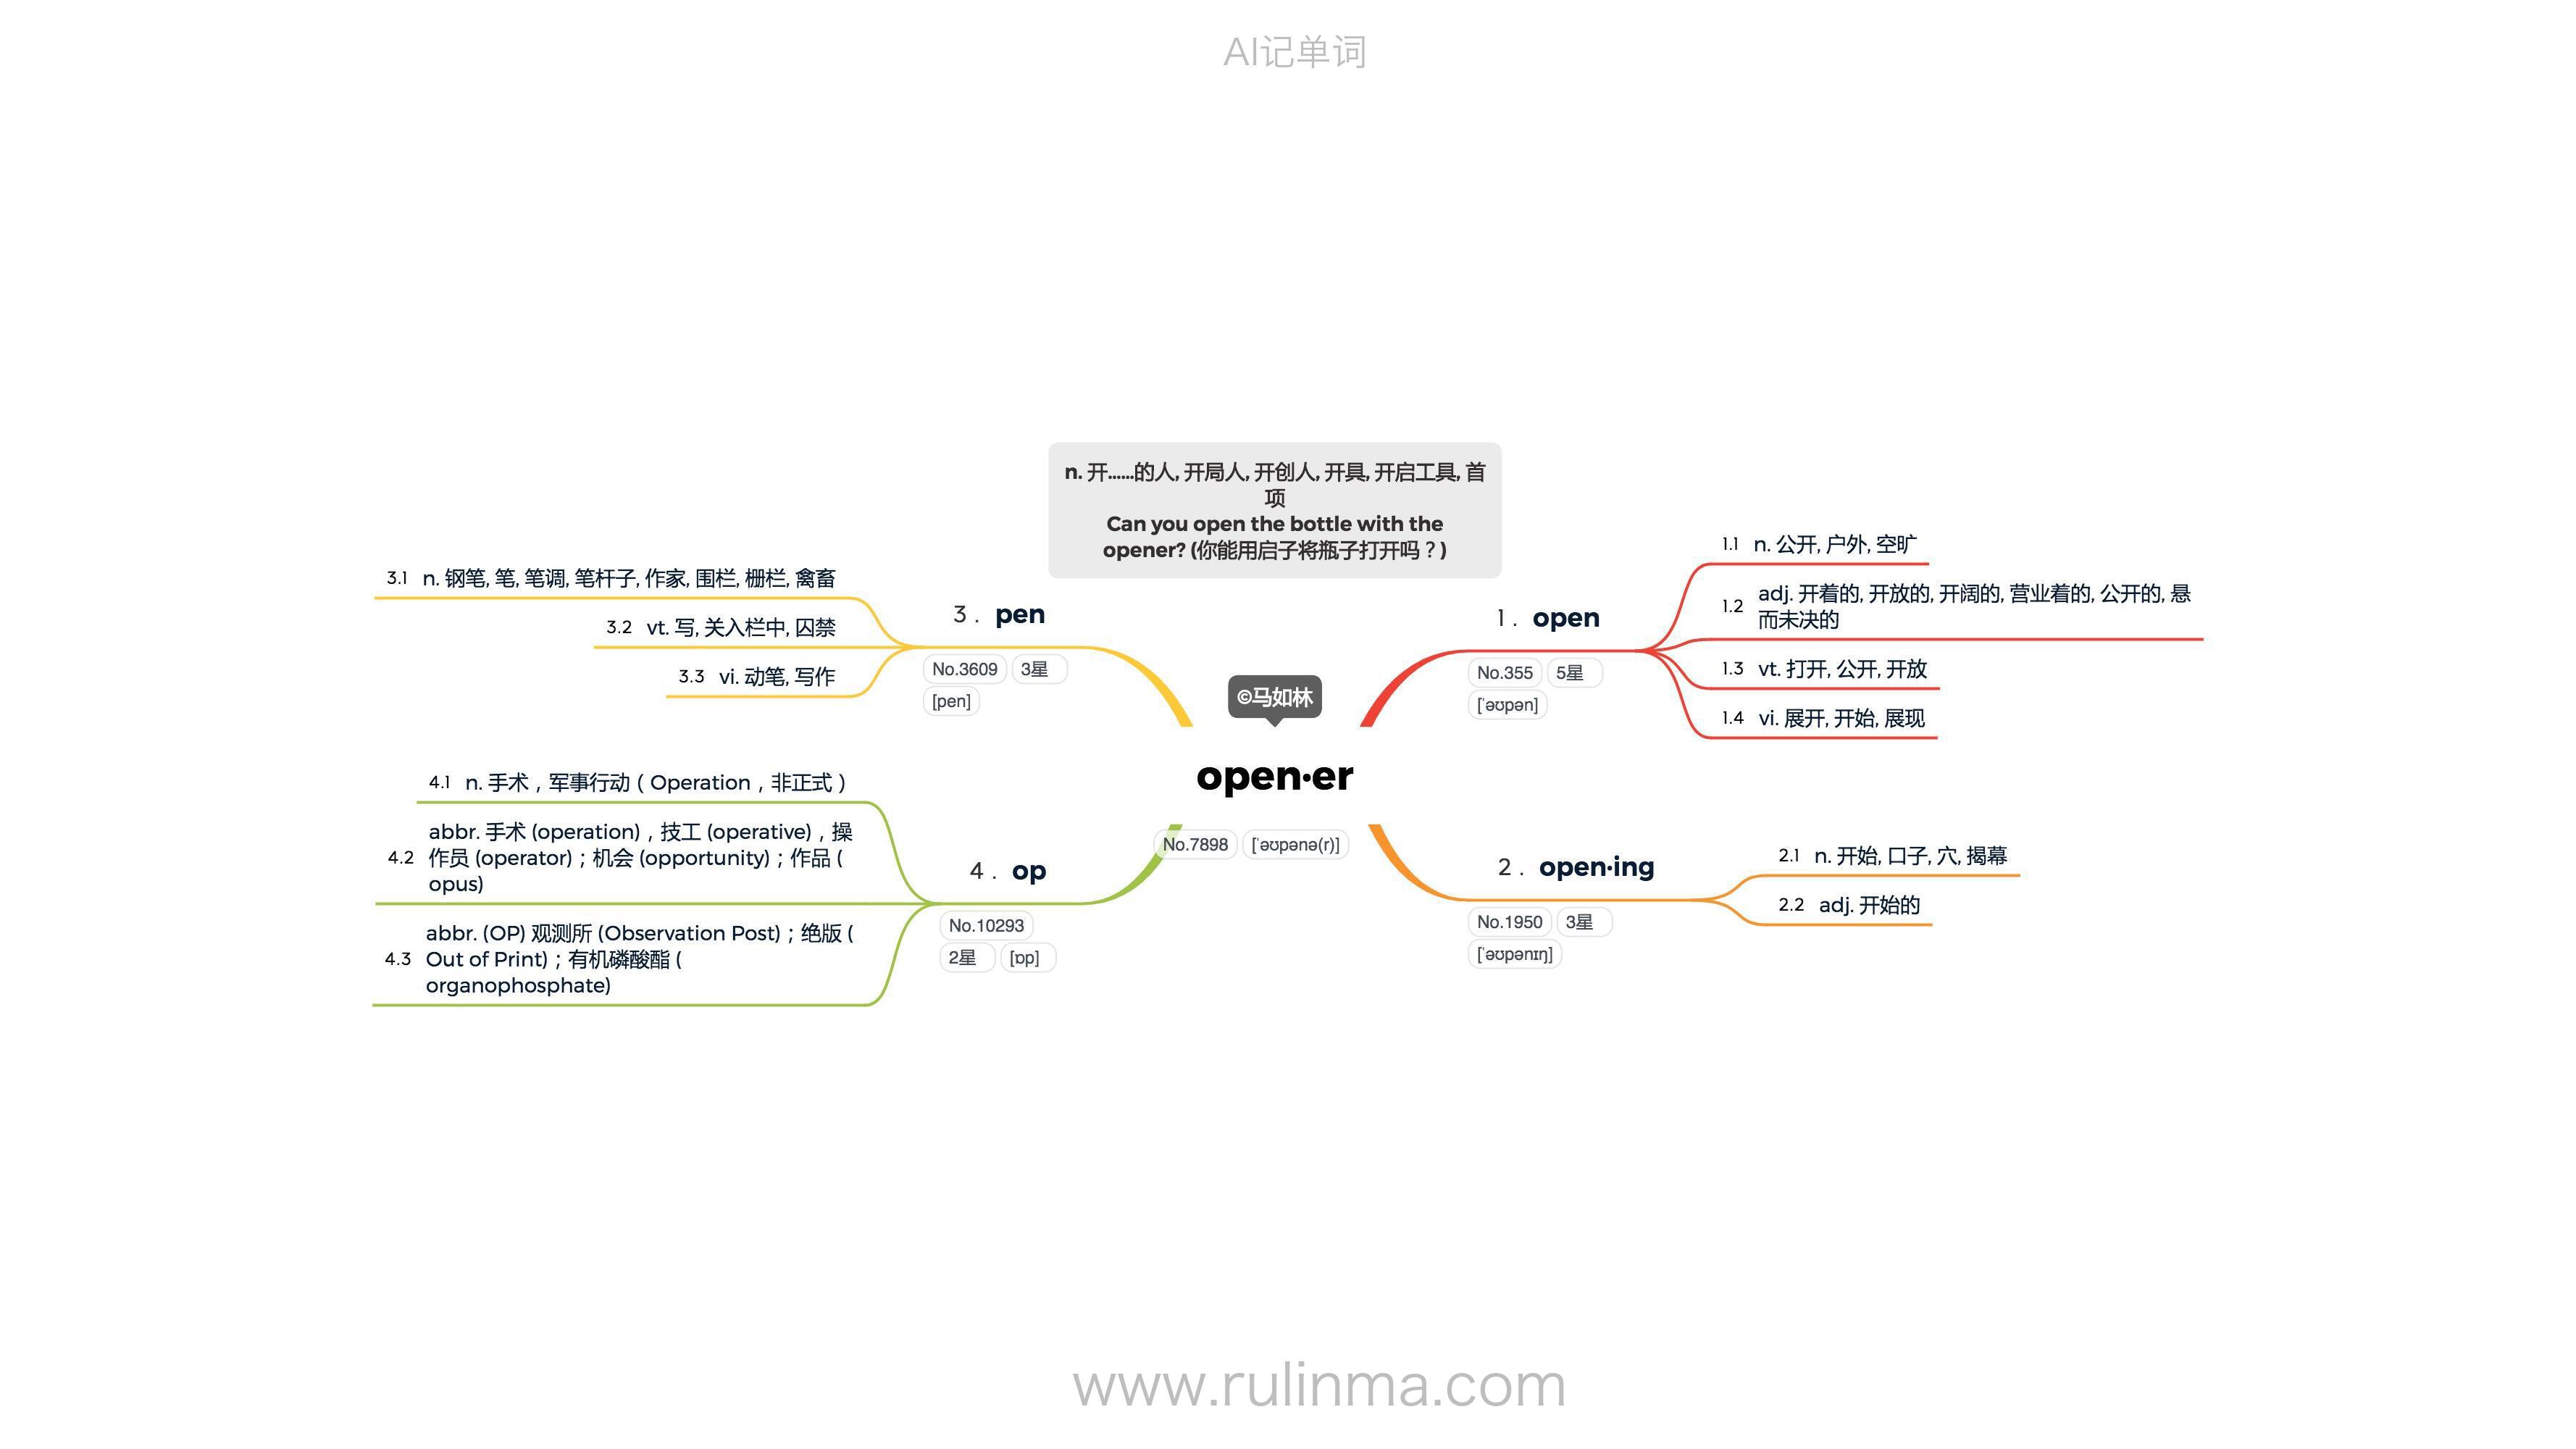 AI记单词
n. 开……的人, 开局人, 开创人, 开具, 开启工具, 首
项
Can you open the bottle with the
opener? (你能用启子将瓶子打开吗？)
©马如林
open·er
No.7898 [ˈəʊpənə(r)]
1 . open
No.355 5星
[ˈəʊpən]
1.1 n. 公开, 户外, 空旷
1.2 adj. 开着的, 开放的, 开阔的, 营业着的, 公开的, 悬
而未决的
1.3 vt. 打开, 公开, 开放
1.4 vi. 展开, 开始, 展现
2 . open·ing
No.1950 3星
[ˈəʊpənɪŋ]
2.1 n. 开始, 口子, 穴, 揭幕
2.2 adj. 开始的
3 . pen
No.3609 3星
[pen]
3.1 n. 钢笔, 笔, 笔调, 笔杆子, 作家, 围栏, 栅栏, 禽畜
3.2 vt. 写, 关入栏中, 囚禁
3.3 vi. 动笔, 写作
4 . op
No.10293
2星 [ɒp]
4.1 n. 手术，军事行动（Operation，非正式）
4.2 abbr. 手术 (operation)，技工 (operative)，操
作员 (operator)；机会 (opportunity)；作品 (
opus)
4.3 abbr. (OP) 观测所 (Observation Post)；绝版 (
Out of Print)；有机磷酸酯 (
organophosphate)
www.rulinma.com